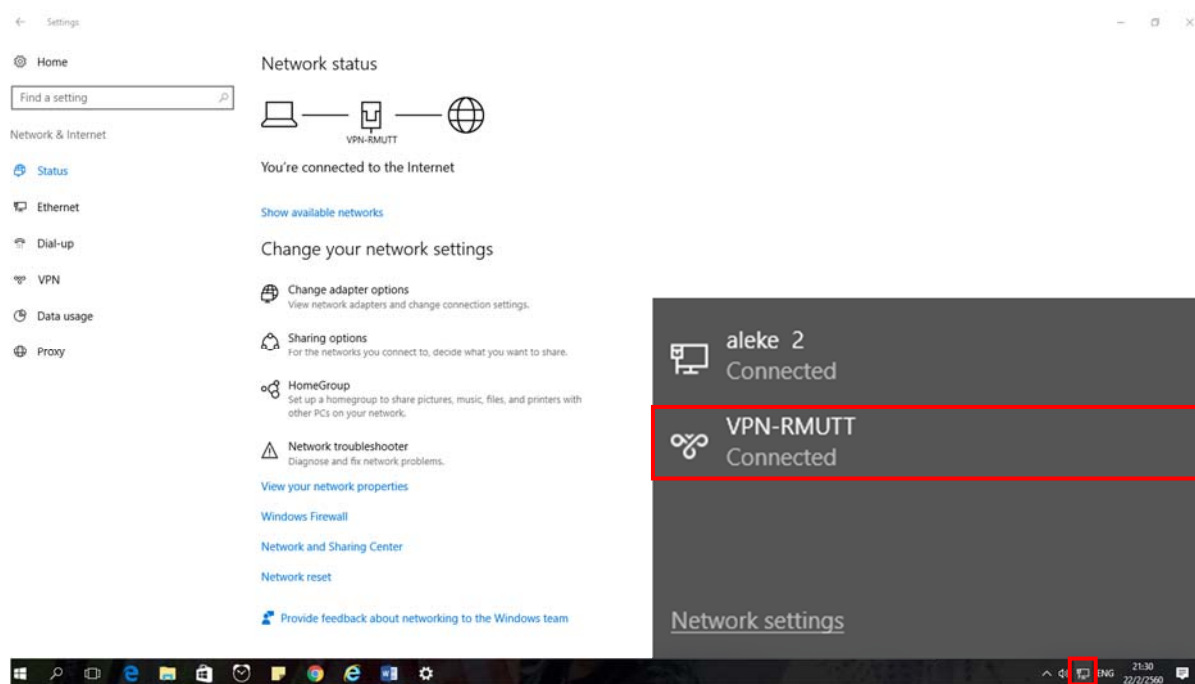 Settings
Home
Find a setting
Network & Internet
Status
Ethernet
Dial-up
VPN
Data usage
Proxy
Network status
VPN-RMUTT
You're connected to the Internet
Show available networks
Change your network settings
Change adapter options
View network adapters and change connection settings.
Sharing options
For the networks you connect to, decide what you want to share.
HomeGroup
Set up a homegroup to share pictures, music, files, and printers with
other PCs on your network.
Network troubleshooter
Diagnose and fix network problems.
View your network properties
Windows Firewall
Network and Sharing Center
Network reset
Provide feedback about networking to the Windows team
aleke 2
Connected
VPN-RMUTT
Connected
Network settings
ENG
21:30
22/2/2560